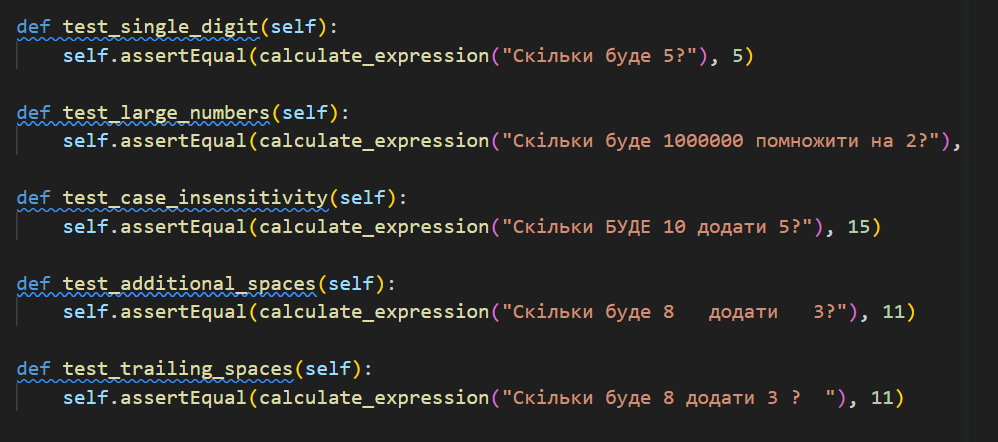 def test_single_digit(self):
    self.assertEqual(calculate_expression("Скільки буде 5?"), 5)
def test_large_numbers(self):
    self.assertEqual(calculate_expression("Скільки буде 1000000 помножити на 2?"),
def test_case_insensitivity(self):
    self.assertEqual(calculate_expression("Скільки БУДЕ 10 додати 5?"), 15)
def test_additional_spaces(self):
    self.assertEqual(calculate_expression("Скільки буде 8   додати   3?"), 11)
def test_trailing_spaces(self):
    self.assertEqual(calculate_expression("Скільки буде 8 додати 3 ?  "), 11)